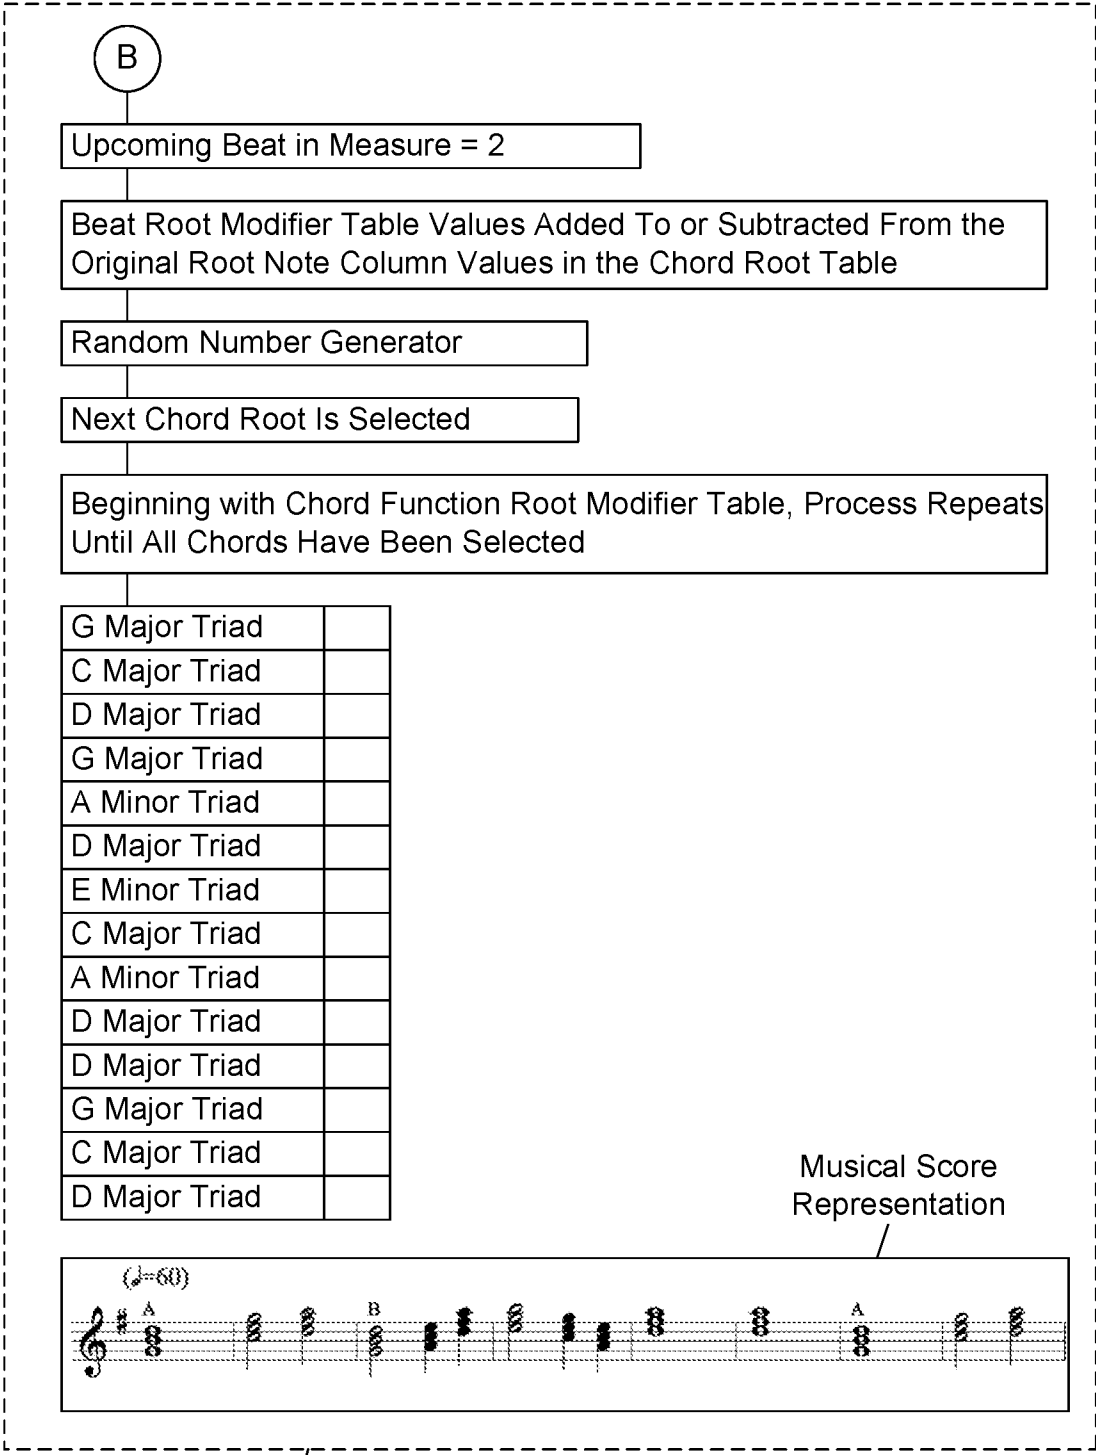 B
Upcoming Beat in Measure = 2
Beat Root Modifier Table Values Added To or Subtracted From the
Original Root Note Column Values in the Chord Root Table
Random Number Generator
Next Chord Root Is Selected
Beginning with Chord Function Root Modifier Table, Process Repeats
Until All Chords Have Been Selected
G Major Triad
C Major Triad
D Major Triad
G Major Triad
A Minor Triad
D Major Triad
E Minor Triad
C Major Triad
A Minor Triad
D Major Triad
D Major Triad
G Major Triad
C Major Triad
D Major Triad
Musical Score
Representation
(𝅗𝅥=60)
A B A